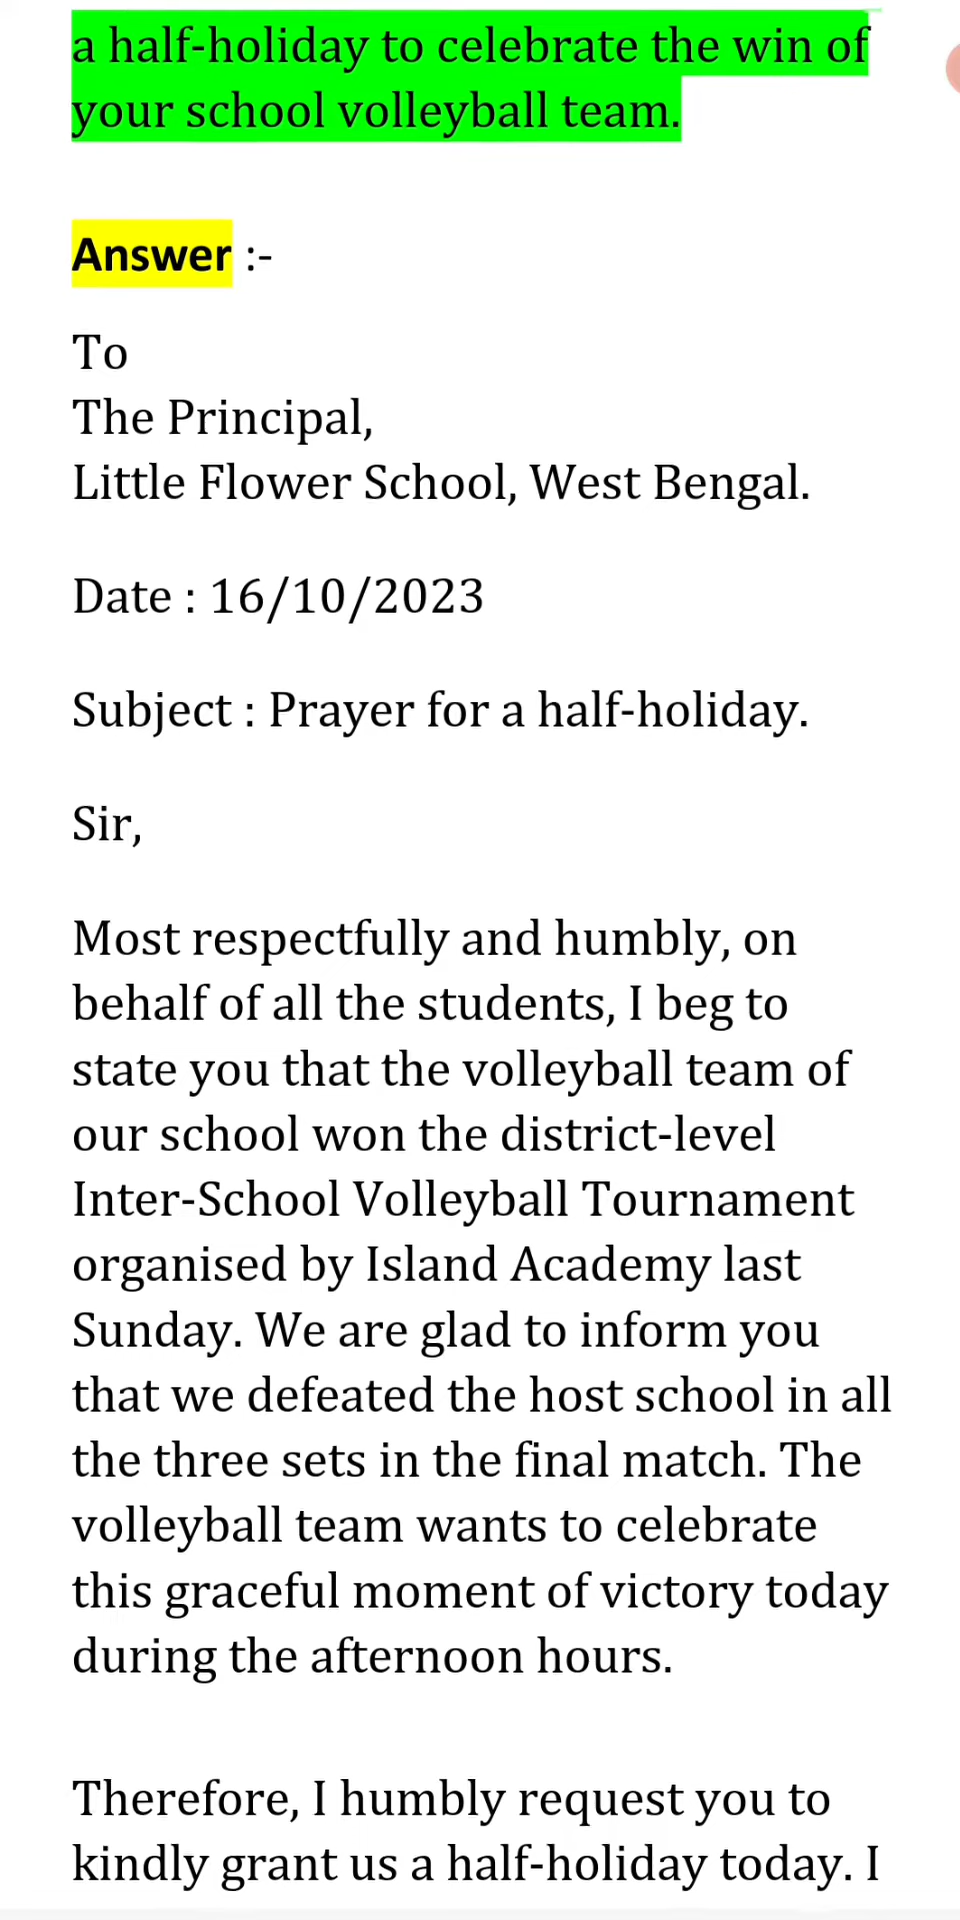 a half-holiday to celebrate the win of
your school volleyball team.
Answer :-
To
The Principal,
Little Flower School, West Bengal.
Date : 16/10/2023
Subject : Prayer for a half-holiday.
Sir,
Most respectfully and humbly, on
behalf of all the students, I beg to
state you that the volleyball team of
our school won the district-level
Inter-School Volleyball Tournament
organised by Island Academy last
Sunday. We are glad to inform you
that we defeated the host school in all
the three sets in the final match. The
volleyball team wants to celebrate
this graceful moment of victory today
during the afternoon hours.
Therefore, I humbly request you to
kindly grant us a half-holiday today. I